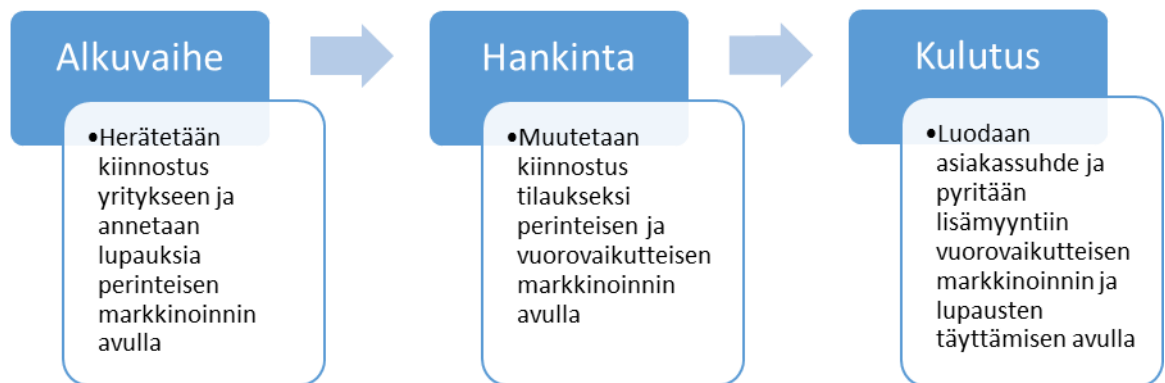 Alkuvaihe
•Herätetään
kiinnostus
yritykseen ja
annetaan
lupauksia
perinteisen
markkinoinnin
avulla
Hankinta
•Muutetaan
kiinnostus
tilaukseksi
perinteisen ja
vuorovaikutteisen
markkinoinnin
avulla
Kulutus
•Luodaan
asiakassuhde ja
pyritään
lisämyyntiin
vuorovaikutteisen
markkinoinnin ja
lupausten
täyttämisen avulla